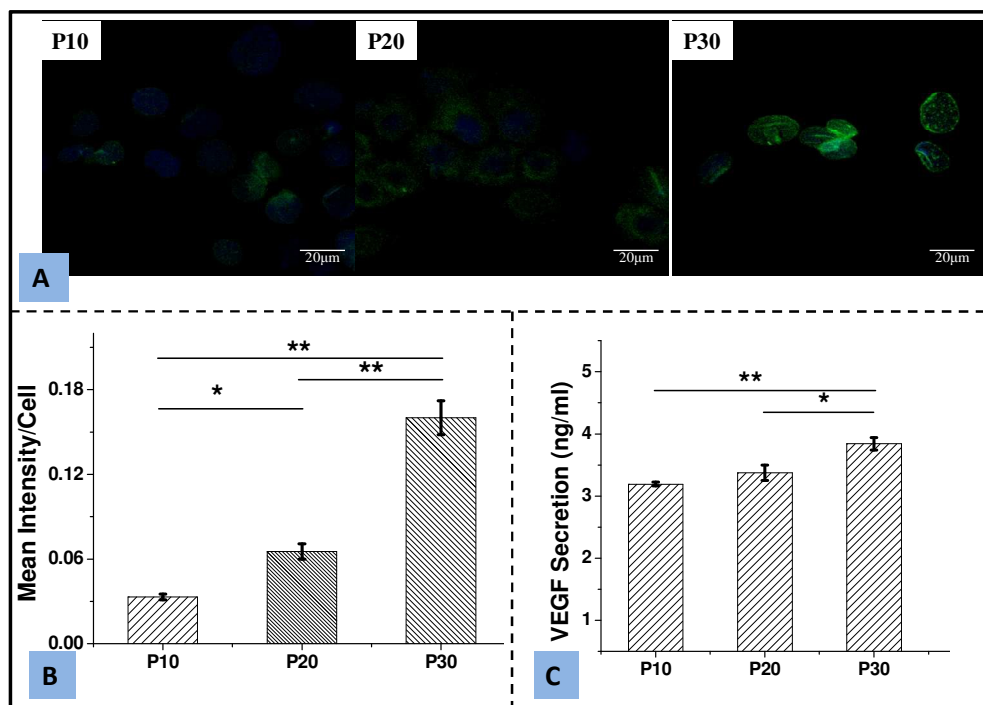 P10 P20 P30
20μm 20μm 20μm
A
Mean Intensity/Cell
0.18
0.12
0.06
0.00
**
**
*
P10 P20 P30
B
VEGF Secretion (ng/ml)
5
4
3
2
1
**
*
P10 P20 P30
C